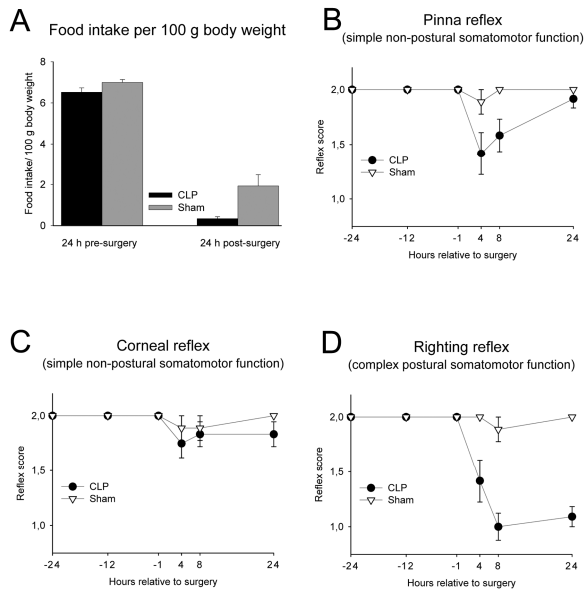 A
Food intake per 100 g body weight
Food intake/ 100 g body weight
8
6
4
2
0
CLP
Sham
24 h pre-surgery 24 h post-surgery
B
Pinna reflex
(simple non-postural somatomotor function)
Reflex score
2,0
1,5
1,0
CLP
Sham
-24 -12 -1 4 8 24
Hours relative to surgery
C
Corneal reflex
(simple non-postural somatomotor function)
Reflex score
2,0
1,5
1,0
CLP
Sham
-24 -12 -1 4 8 24
Hours relative to surgery
D
Righting reflex
(complex postural somatomotor function)
Reflex score
2,0
1,5
1,0
CLP
Sham
-24 -12 -1 4 8 24
Hours relative to surgery